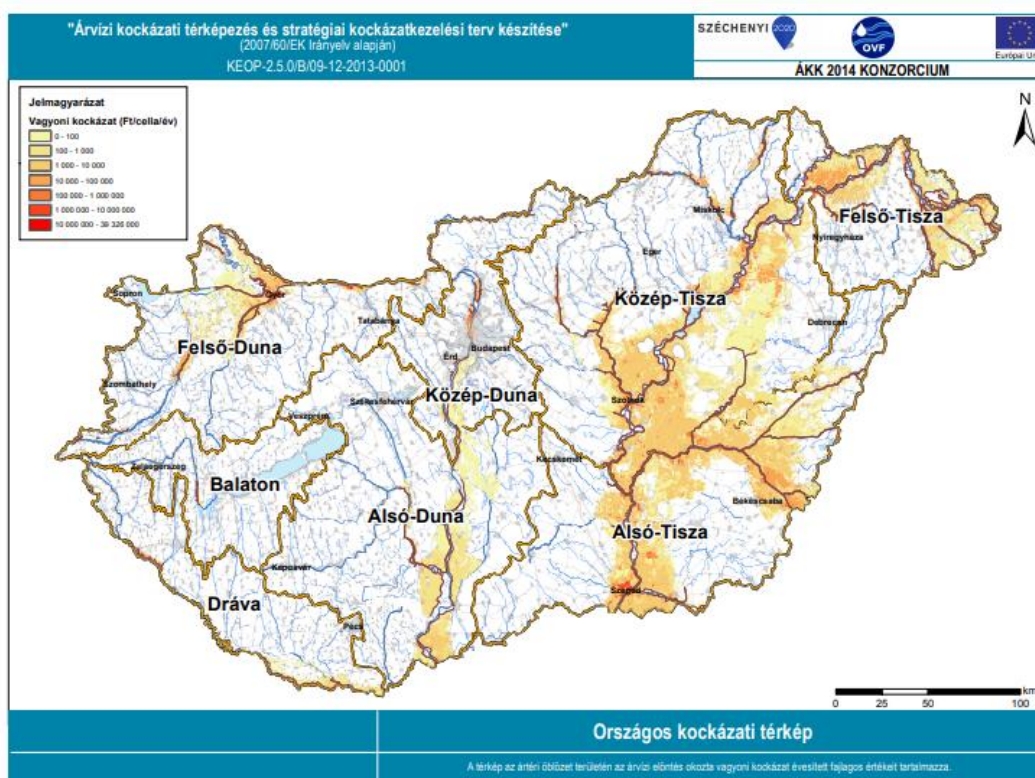 "Árvízi kockázati térképezés és stratégiai kockázatkezelési terv készítése"
(2007/60/EK Irányelv alapján)
KEOP-2.5.0/B/09-12-2013-0001
SZÉCHENYI 2020
OVF
Európai Un
ÁKK 2014 KONZORCIUM
Jelmagyarázat
Vagyoni kockázat (Ft/cella/év)
0 - 100
100 - 1 000
1 000 - 10 000
10 000 - 100 000
100 000 - 1 000 000
1 000 000 - 10 000 000
10 000 000 - 39 326 000
N
Miskolc
Felső-Tisza
Nyíregyháza
Eger
Sopron
Győr
Közép-Tisza
Tatabánya
Debrecen
Felső-Duna
Budapest
Érd
Szombathely
Közép-Duna
Székesfehérvár
Szolnok
Veszprém
Kecskemét
Zalaegerszeg
Balaton
Békéscsaba
Alsó-Duna
Alsó-Tisza
Kaposvár
Szeged
Dráva
Pécs
km
0 25 50 100
Országos kockázati térkép
A térkép az ártéri öblözet területén az árvízi elöntés okozta vagyoni kockázat évesített fajlagos értékeit tartalmazza.